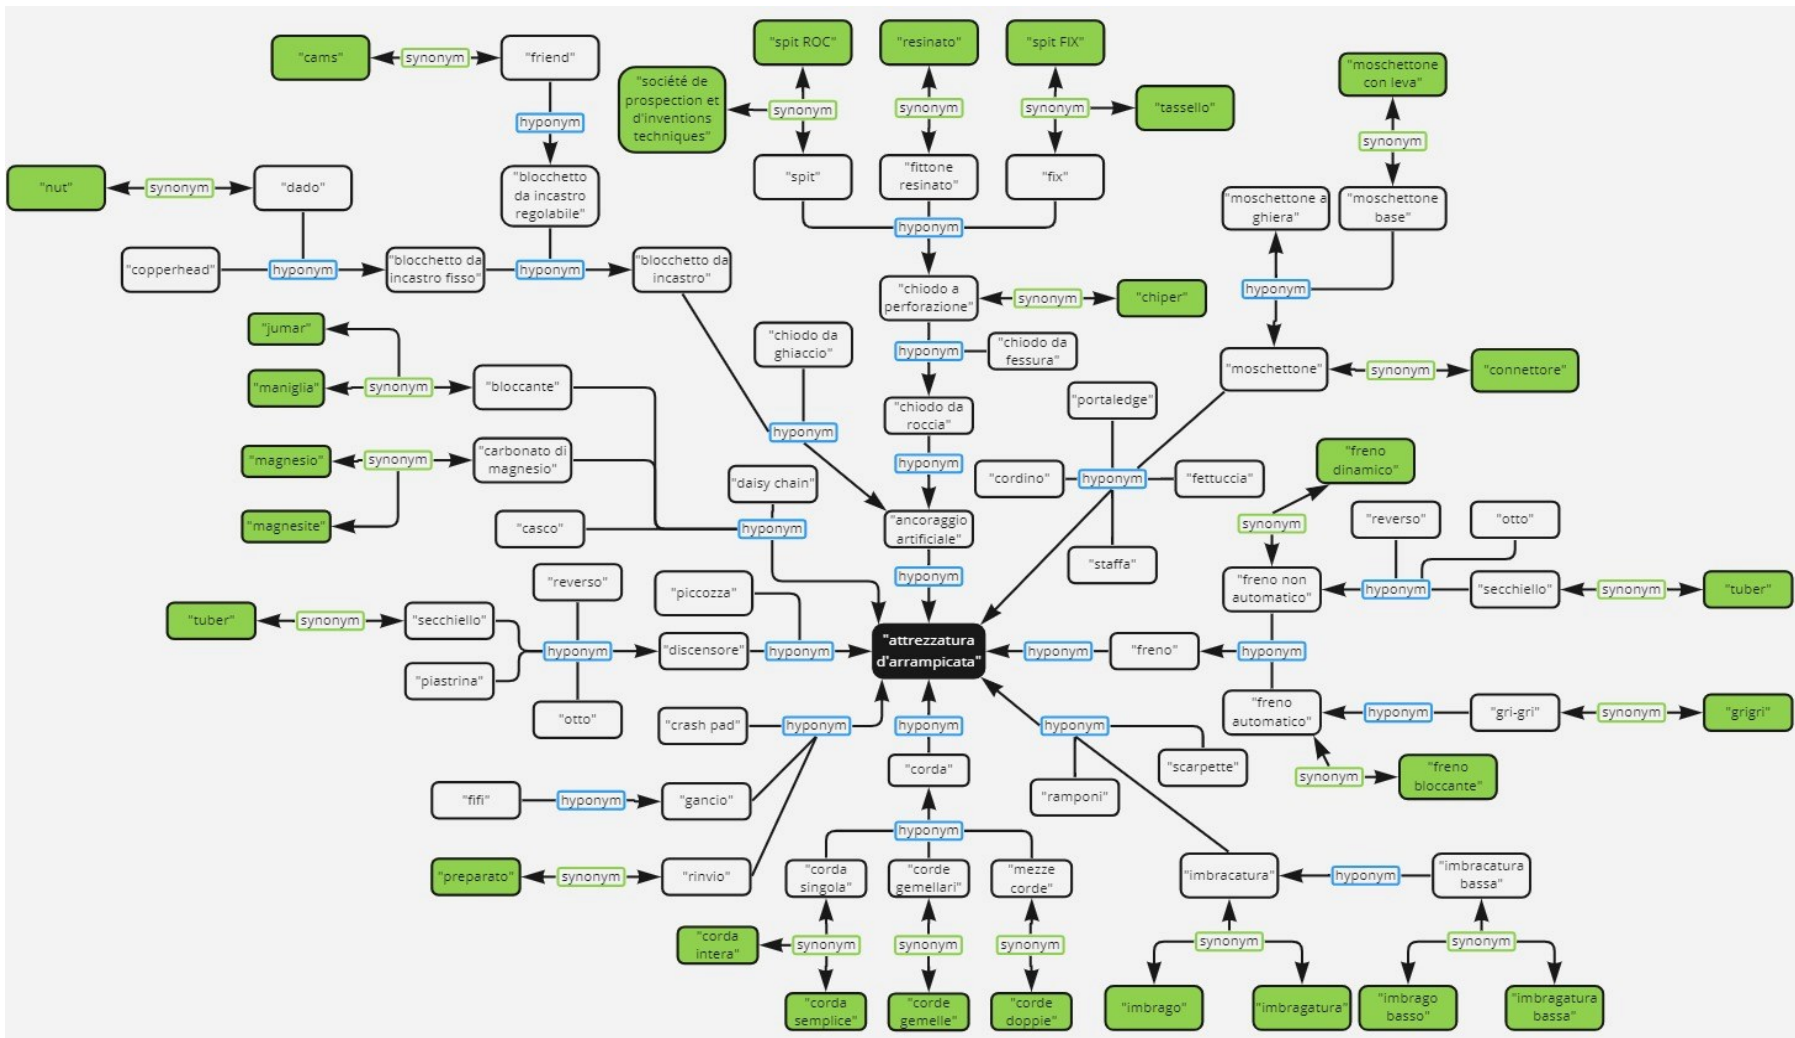 "cams"
synonym
"friend"
hyponym
"spit ROC"
"resinato"
"spit FIX"
"société de
prospection et
d'inventions
techniques"
synonym
synonym
synonym
"tassello"
"moschettone
con leva"
synonym
"nut"
synonym
"dado"
"blocchetto
da incastro
regolabile"
"spit"
"fittone
resinato"
"fix"
"moschettone a
ghiera"
"moschettone
base"
hyponym
"copperhead"
hyponym
"blocchetto da
incastro fisso"
hyponym
"blocchetto da
incastro"
"chiodo a
perforazione"
synonym
"chiper"
hyponym
"jumar"
"chiodo da
ghiaccio"
hyponym
"chiodo da
fessura"
"maniglia"
synonym
"bloccante"
"moschettone"
synonym
"connettore"
"chiodo da
roccia"
"portaledge"
hyponym
"magnesio"
synonym
"carbonato di
magnesio"
hyponym
"freno
dinamico"
"daisy chain"
"cordino"
hyponym
"fettuccia"
"magnesite"
"casco"
hyponym
"ancoraggio
artificiale"
synonym
"reverso"
"otto"
"staffa"
hyponym
"reverso"
"piccozza"
"freno non
automatico"
hyponym
"secchiello"
synonym
"tuber"
"tuber"
synonym
"secchiello"
hyponym
"discensore"
hyponym
"attrezzatura
d'arrampicata"
hyponym
"freno"
hyponym
"piastrina"
"otto"
"crash pad"
hyponym
hyponym
hyponym
"freno
automatico"
hyponym
"gri-gri"
synonym
"grigri"
"corda"
"scarpette"
synonym
"freno
bloccante"
"fifi"
hyponym
"gancio"
"ramponi"
hyponym
"preparato"
synonym
"rinvio"
"corda
singola"
"corde
gemellari"
"mezze
corde"
"imbracatura"
hyponym
"imbracatura
bassa"
"corda
intera"
synonym
synonym
synonym
synonym
synonym
"corda
semplice"
"corde
gemelle"
"corde
doppie"
"imbrago"
"imbragatura"
"imbrago
basso"
"imbragatura
bassa"